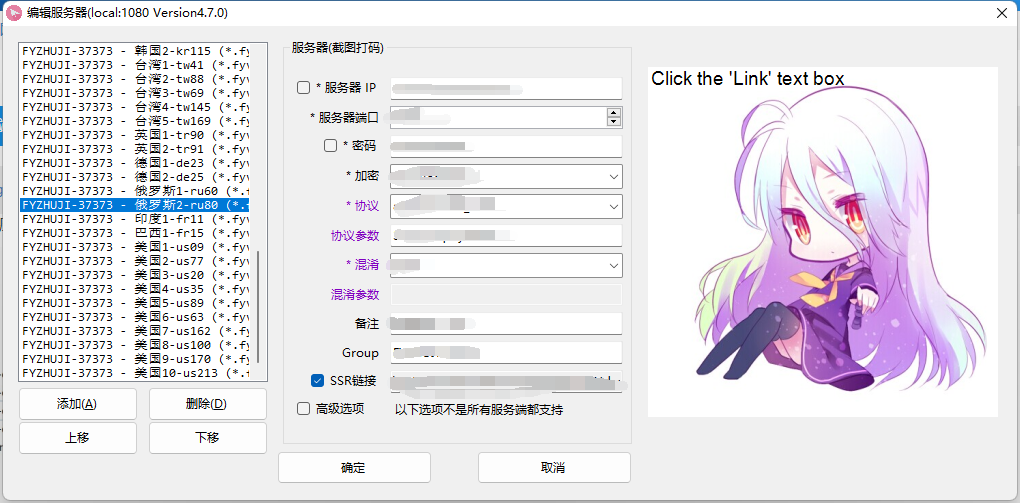 编辑服务器(local:1080 Version4.7.0)
FYZHUJI-37373 - 韩国2-kr115 (*.fy
FYZHUJI-37373 - 台湾1-tw41 (*.fy
FYZHUJI-37373 - 台湾2-tw88 (*.fy
FYZHUJI-37373 - 台湾3-tw69 (*.fy
FYZHUJI-37373 - 台湾4-tw145 (*.fy
FYZHUJI-37373 - 台湾5-tw169 (*.fy
FYZHUJI-37373 - 英国1-tr90 (*.fy
FYZHUJI-37373 - 英国2-tr91 (*.fy
FYZHUJI-37373 - 德国1-de23 (*.fy
FYZHUJI-37373 - 德国2-de25 (*.fy
FYZHUJI-37373 - 俄罗斯1-ru60 (*.f
FYZHUJI-37373 - 俄罗斯2-ru80 (*.f
FYZHUJI-37373 - 印度1-fr11 (*.fy
FYZHUJI-37373 - 巴西1-fr15 (*.fy
FYZHUJI-37373 - 美国1-us09 (*.fy
FYZHUJI-37373 - 美国2-us77 (*.fy
FYZHUJI-37373 - 美国3-us20 (*.fy
FYZHUJI-37373 - 美国4-us35 (*.fy
FYZHUJI-37373 - 美国5-us89 (*.fy
FYZHUJI-37373 - 美国6-us63 (*.fy
FYZHUJI-37373 - 美国7-us162 (*.fy
FYZHUJI-37373 - 美国8-us100 (*.fy
FYZHUJI-37373 - 美国9-us170 (*.fy
FYZHUJI-37373 - 美国10-us213 (*.f
添加(A)
删除(D)
上移
下移
服务器(截图打码)
* 服务器 IP
* 服务器端口
* 密码
* 加密
* 协议
协议参数
* 混淆
混淆参数
备注
Group
SSR链接
高级选项
以下选项不是所有服务端都支持
确定
取消
Click the 'Link' text box